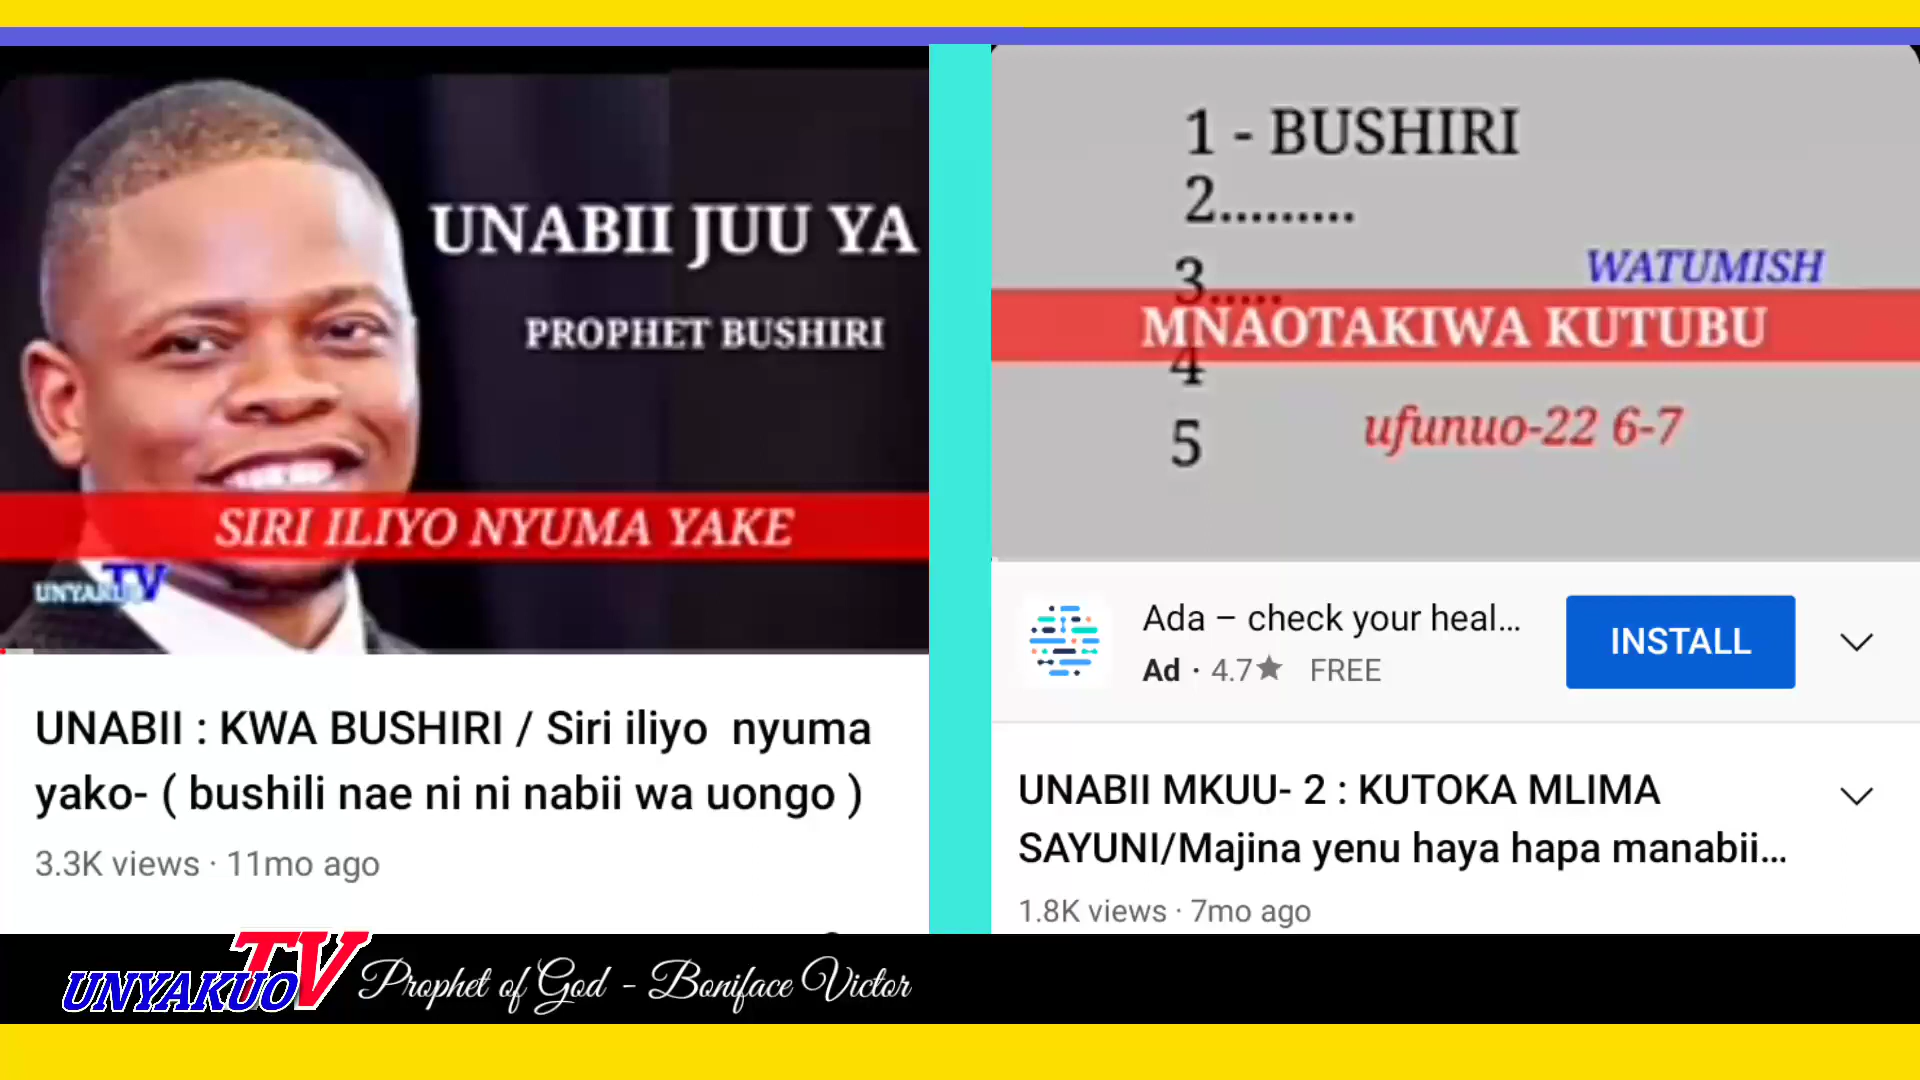 UNABII JUU YA
PROPHET BUSHIRI
SIRI ILIYO NYUMA YAKE
UNYAKUO TV
UNABII : KWA BUSHIRI / Siri iliyo nyuma
yako- ( bushili nae ni ni nabii wa uongo )
3.3K views · 11mo ago
1 - BUSHIRI
2.........
3.....
WATUMISH
MNAOTAKIWA KUTUBU
4
ufunuo-22 6-7
5
Ada – check your heal...
Ad · 4.7★ FREE
INSTALL
UNABII MKUU- 2 : KUTOKA MLIMA
SAYUNI/Majina yenu haya hapa manabii...
1.8K views · 7mo ago
UNYAKUO TV Prophet of God - Boniface Victor